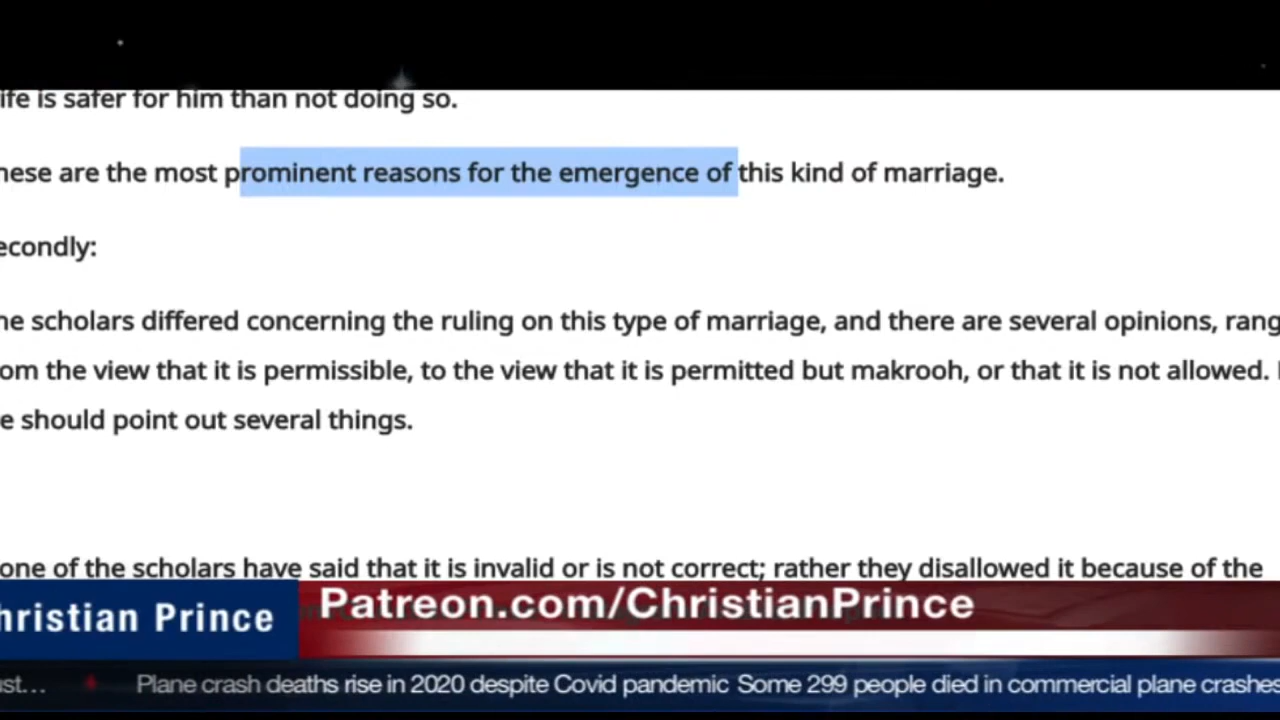 ife is safer for him than not doing so.
hese are the most prominent reasons for the emergence of this kind of marriage.
econdly:
he scholars differed concerning the ruling on this type of marriage, and there are several opinions, rang
om the view that it is permissible, to the view that it is permitted but makrooh, or that it is not allowed.
e should point out several things.
one of the scholars have said that it is invalid or is not correct; rather they disallowed it because of the
hristian Prince
Patreon.com/ChristianPrince
ust... Plane crash deaths rise in 2020 despite Covid pandemic Some 299 people died in commercial plane crashes